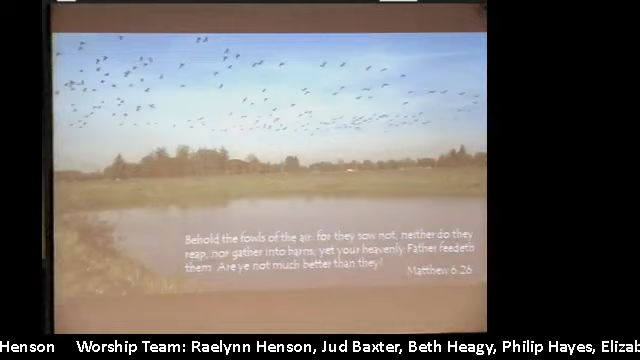 Behold the fowls of the air: for they sow not, neither do they
reap, nor gather into barns; yet your heavenly Father feedeth
them. Are ye not much better than they?
Matthew 6:26
Henson Worship Team: Raelynn Henson, Jud Baxter, Beth Heagy, Philip Hayes, Elizab